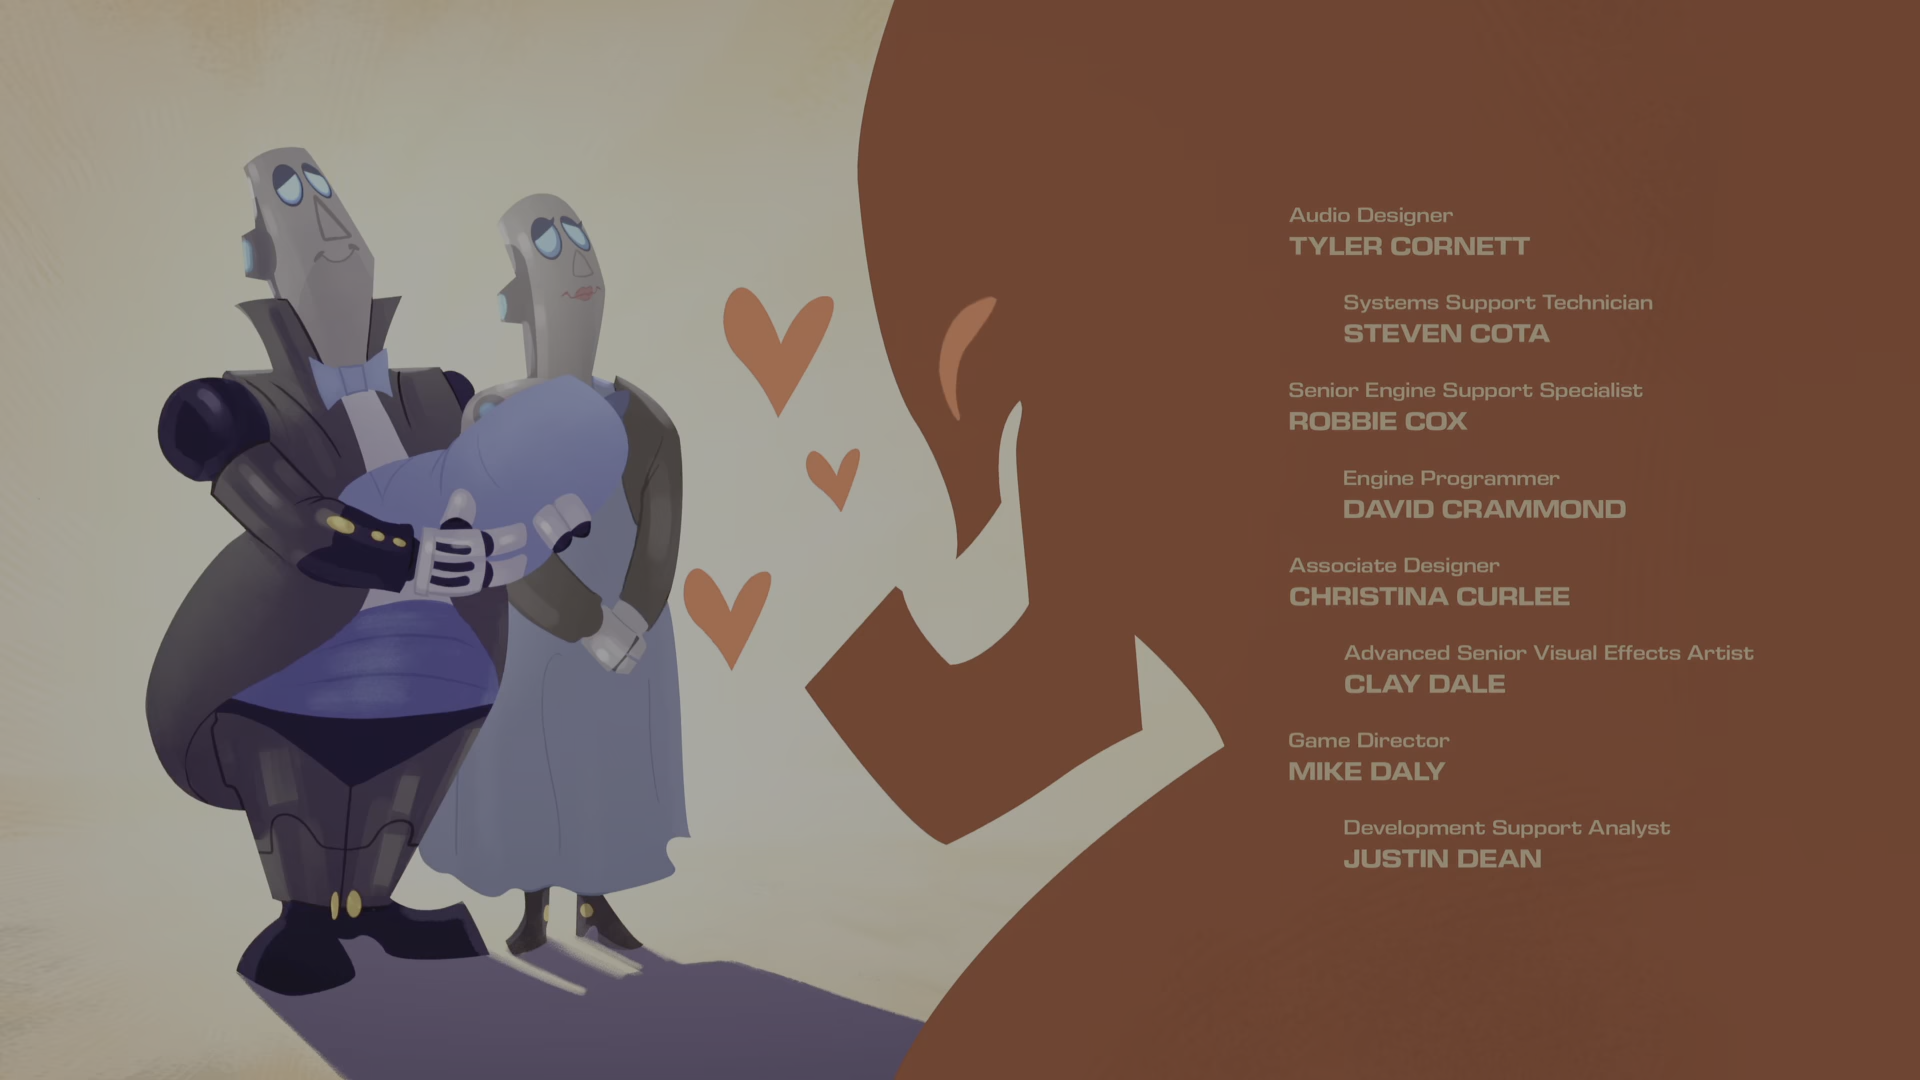 Audio Designer
TYLER CORNETT
Systems Support Technician
STEVEN COTA
Senior Engine Support Specialist
ROBBIE COX
Engine Programmer
DAVID CRAMMOND
Associate Designer
CHRISTINA CURLEE
Advanced Senior Visual Effects Artist
CLAY DALE
Game Director
MIKE DALY
Development Support Analyst
JUSTIN DEAN